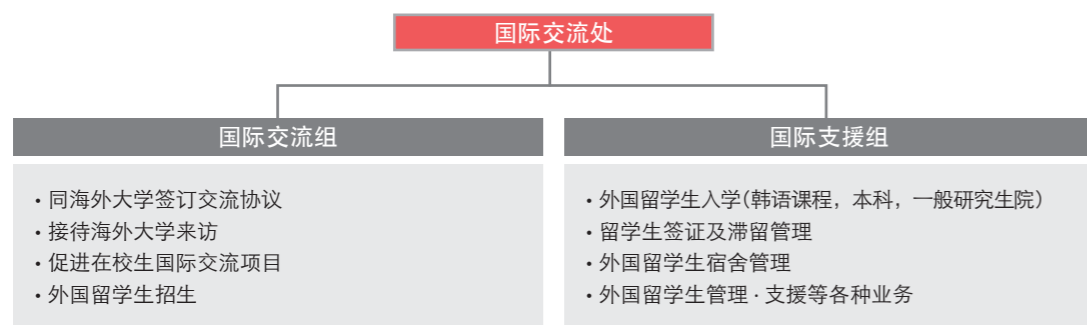 国际交流处
国际交流组
• 同海外大学签订交流协议
• 接待海外大学来访
• 促进在校生国际交流项目
• 外国留学生招生
国际支援组
• 外国留学生入学(韩语课程，本科，一般研究生院)
• 留学生签证及滞留管理
• 外国留学生宿舍管理
• 外国留学生管理 · 支援等各种业务